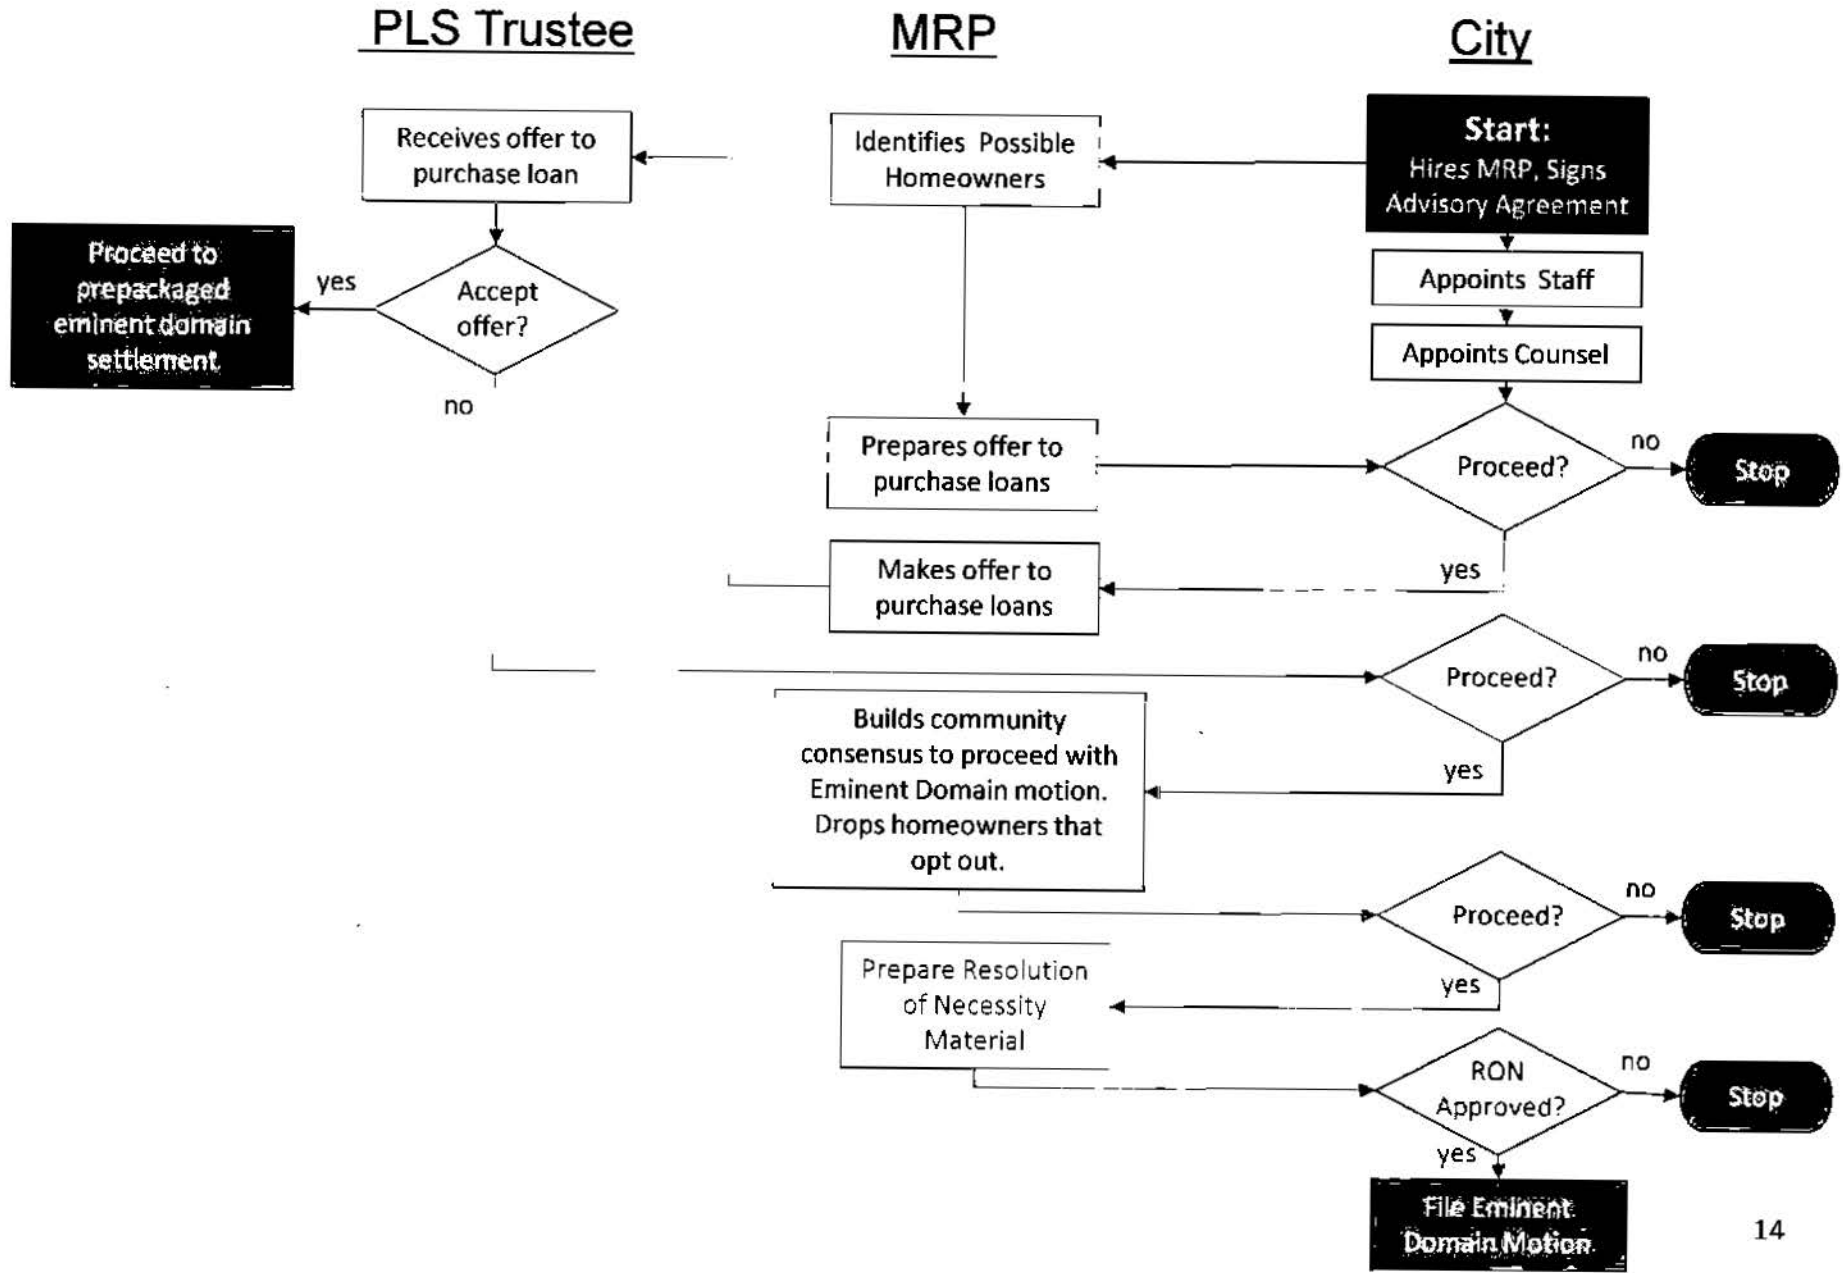 PLS Trustee
MRP
City
Receives offer to
purchase loan
Identifies Possible
Homeowners
Start:
Hires MRP, Signs
Advisory Agreement
Proceed to
prepackaged
eminent domain
settlement
yes
Accept
offer?
no
Appoints Staff
Appoints Counsel
Prepares offer to
purchase loans
Proceed?
no
Stop
yes
Makes offer to
purchase loans
Proceed?
no
Stop
yes
Builds community
consensus to proceed with
Eminent Domain motion.
Drops homeowners that
opt out.
Proceed?
no
Stop
yes
Prepare Resolution
of Necessity
Material
RON
Approved?
no
Stop
yes
File Eminent
Domain Motion
14